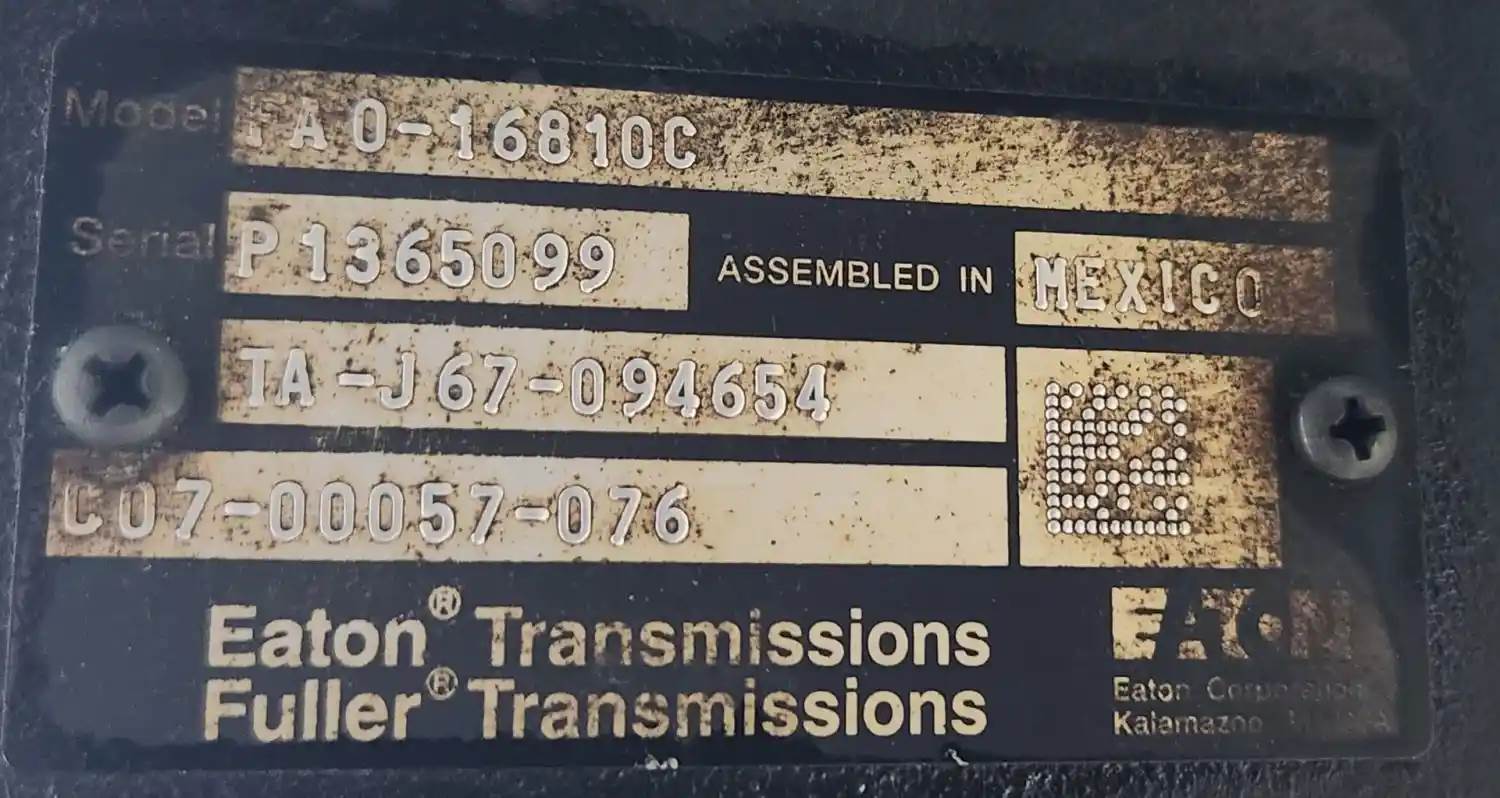 Model FAO-16810C
Serial P1365099 ASSEMBLED IN MEXICO
TA-J67-094654
C07-00057-076
Eaton® Transmissions
Fuller® Transmissions
EATON
Eaton Corporation
Kalamazoo